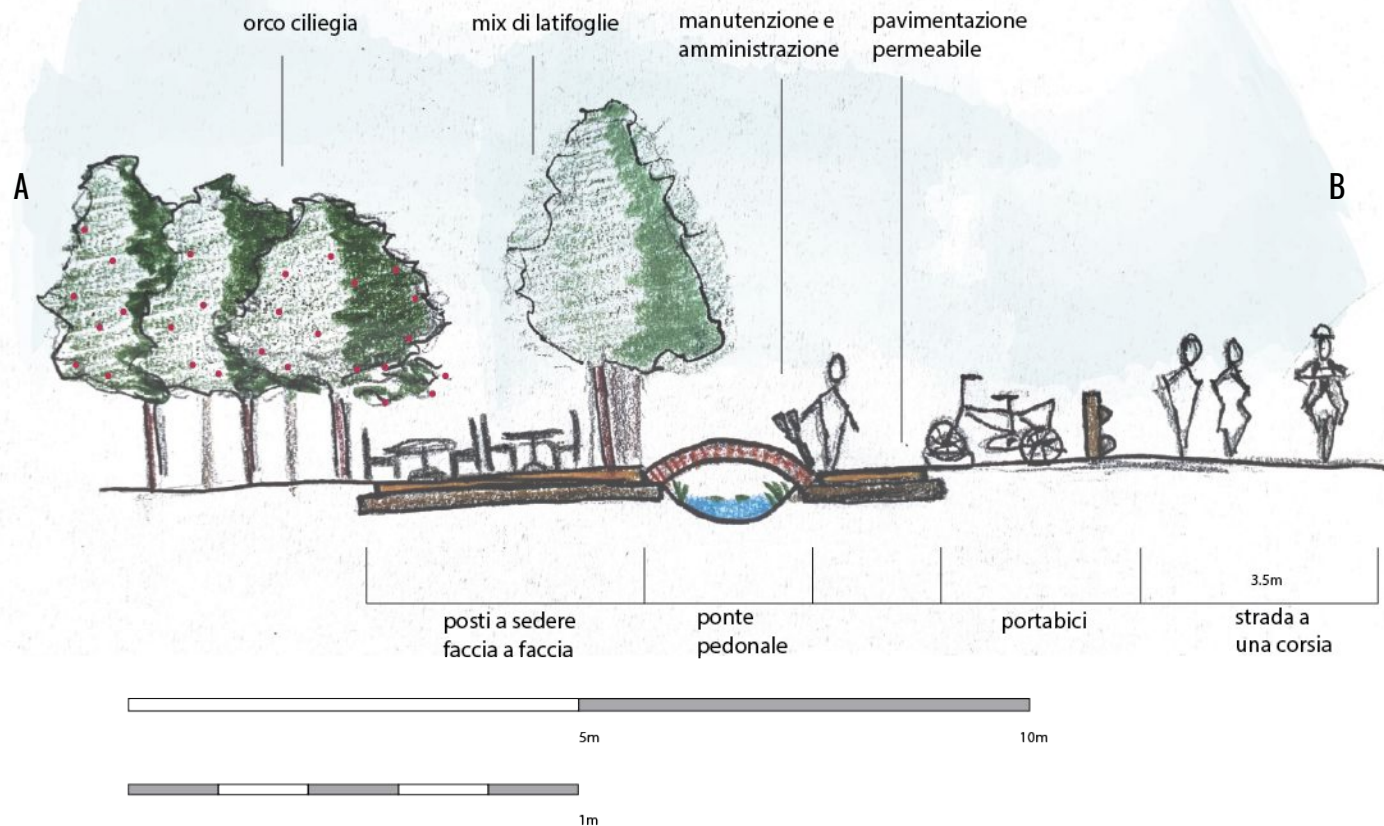 orco ciliegia
mix di latifoglie
manutenzione e
amministrazione
pavimentazione
permeabile
A
B
3.5m
posti a sedere
faccia a faccia
ponte
pedonale
portabici
strada a
una corsia
5m
10m
1m